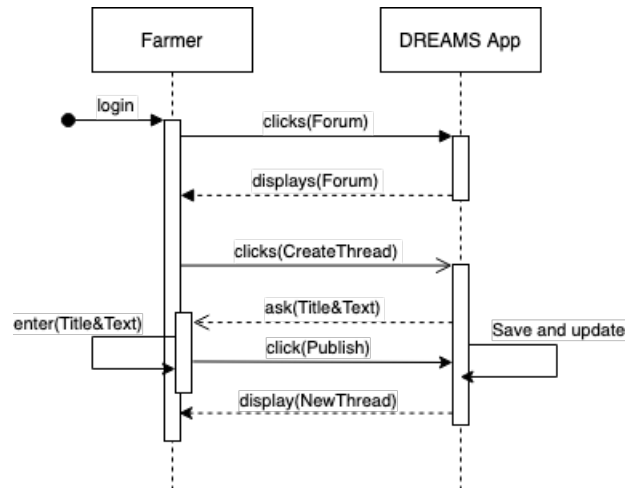 Farmer
DREAMS App
login
clicks(Forum)
displays(Forum)
clicks(CreateThread)
ask(Title&Text)
enter(Title&Text)
Save and update
click(Publish)
display(NewThread)